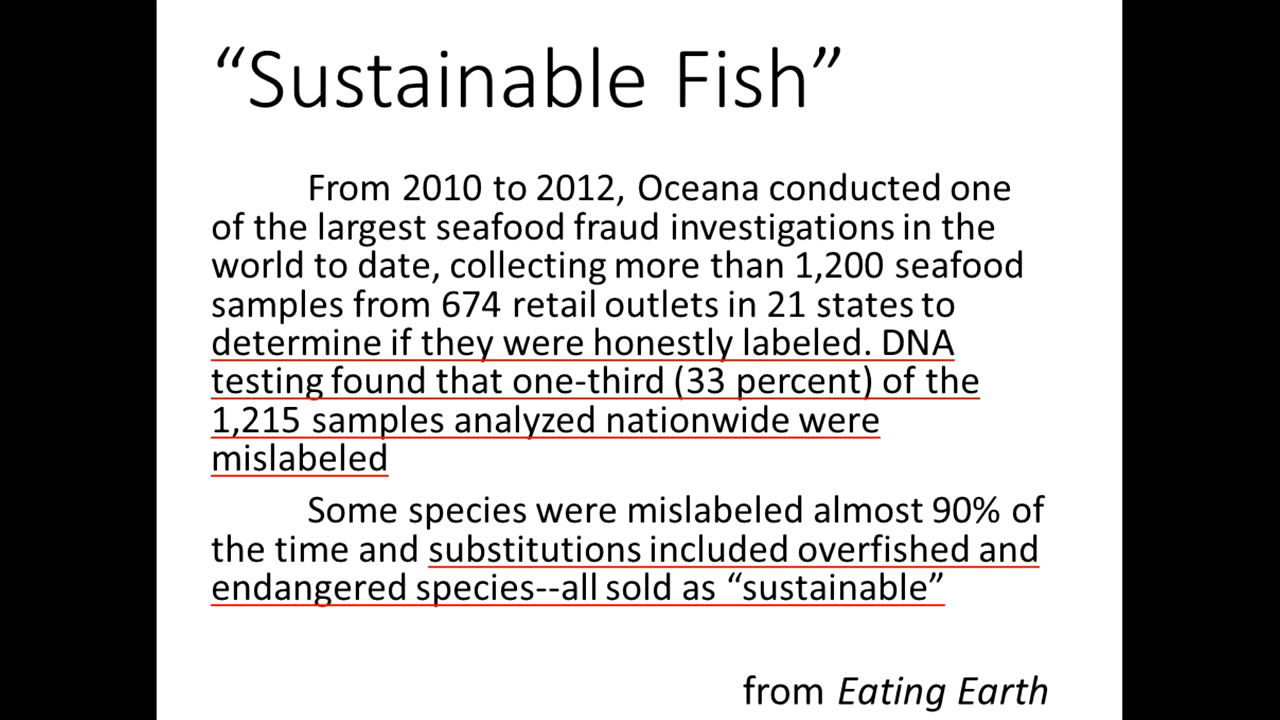 “Sustainable Fish”
From 2010 to 2012, Oceana conducted one
of the largest seafood fraud investigations in the
world to date, collecting more than 1,200 seafood
samples from 674 retail outlets in 21 states to
determine if they were honestly labeled. DNA
testing found that one-third (33 percent) of the
1,215 samples analyzed nationwide were
mislabeled
Some species were mislabeled almost 90% of
the time and substitutions included overfished and
endangered species--all sold as “sustainable”
from Eating Earth